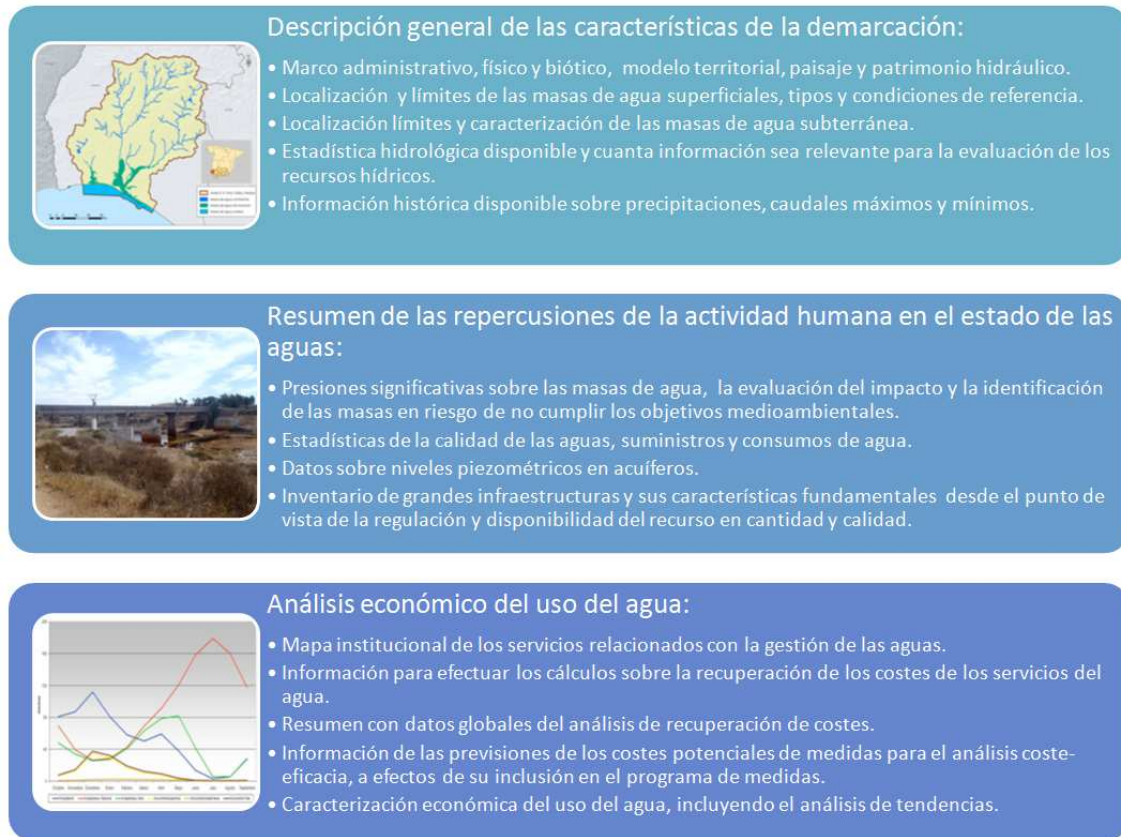 Descripción general de las características de la demarcación:
• Marco administrativo, físico y biótico, modelo territorial, paisaje y patrimonio hidráulico.
• Localización y límites de las masas de agua superficiales, tipos y condiciones de referencia.
• Localización límites y caracterización de las masas de agua subterránea.
• Estadística hidrológica disponible y cuanta información sea relevante para la evaluación de los
recursos hídricos.
• Información histórica disponible sobre precipitaciones, caudales máximos y mínimos.
Resumen de las repercusiones de la actividad humana en el estado de las
aguas:
• Presiones significativas sobre las masas de agua, la evaluación del impacto y la identificación
de las masas en riesgo de no cumplir los objetivos medioambientales.
• Estadísticas de la calidad de las aguas, suministros y consumos de agua.
• Datos sobre niveles piezométricos en acuíferos.
• Inventario de grandes infraestructuras y sus características fundamentales desde el punto de
vista de la regulación y disponibilidad del recurso en cantidad y calidad.
Análisis económico del uso del agua:
• Mapa institucional de los servicios relacionados con la gestión de las aguas.
• Información para efectuar los cálculos sobre la recuperación de los costes de los servicios del
agua.
• Resumen con datos globales del análisis de recuperación de costes.
• Información de las previsiones de los costes potenciales de medidas para el análisis coste-
eficacia, a efectos de su inclusión en el programa de medidas.
• Caracterización económica del uso del agua, incluyendo el análisis de tendencias.